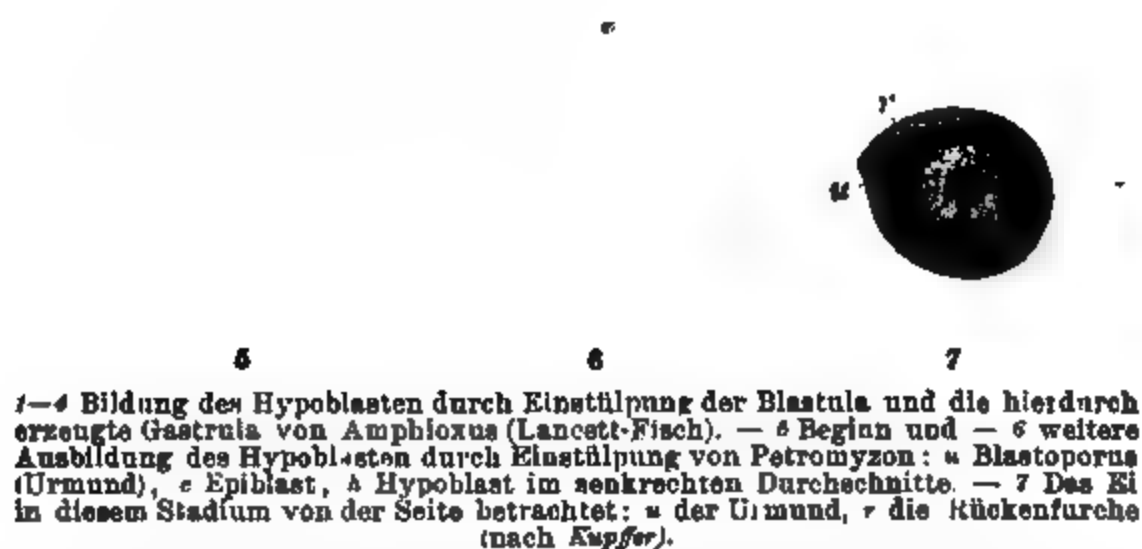 e
r
u
5 6 7
1—4 Bildung des Hypoblasten durch Einstülpung der Blastula und die hierdurch
erzeugte Gastrula von Amphioxus (Lancett-Fisch). — 5 Beginn und — 6 weitere
Ausbildung des Hypoblasten durch Einstülpung von Petromyzon: u Blastoporus
(Urmund), e Epiblast, h Hypoblast im senkrechten Durchschnitte. — 7 Das Ei
in diesem Stadium von der Seite betrachtet: u der Urmund, r die Rückenfurche
(nach Kupffer).